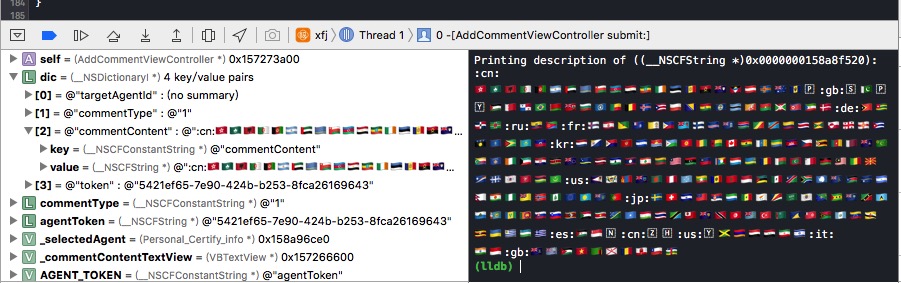 184 }
185
xfj Thread 1 0 -[AddCommentViewController submit:]
A self = (AddCommentViewController *) 0x157273a00
L dic = (__NSDictionaryI *) 4 key/value pairs
[0] = @"targetAgentId" : (no summary)
[1] = @"commentType" : @"1"
[2] = @"commentContent" : @":cn:🇭🇰...
key = (__NSCFConstantString *) @"commentContent"
value = (__NSCFString *) @":cn:...
[3] = @"token" : @"5421ef65-7e90-424b-b253-8fca26169643"
L commentType = (__NSCFConstantString *) @"1"
L agentToken = (__NSCFString *) @"5421ef65-7e90-424b-b253-8fca26169643"
V _selectedAgent = (Personal_Certify_info *) 0x158a96ce0
V _commentContentTextView = (VBTextView *) 0x157266600
V AGENT_TOKEN = (__NSCFConstantString *) @"agentToken"
Printing description of ((__NSCFString *)0x0000000158a8f520):
:cn:
P :gb: S P
Y :de:
:ru: :fr:
:kr:
:us:
:jp:
:es: N :cn: Z H :us: Y :it:
:gb:
(lldb)